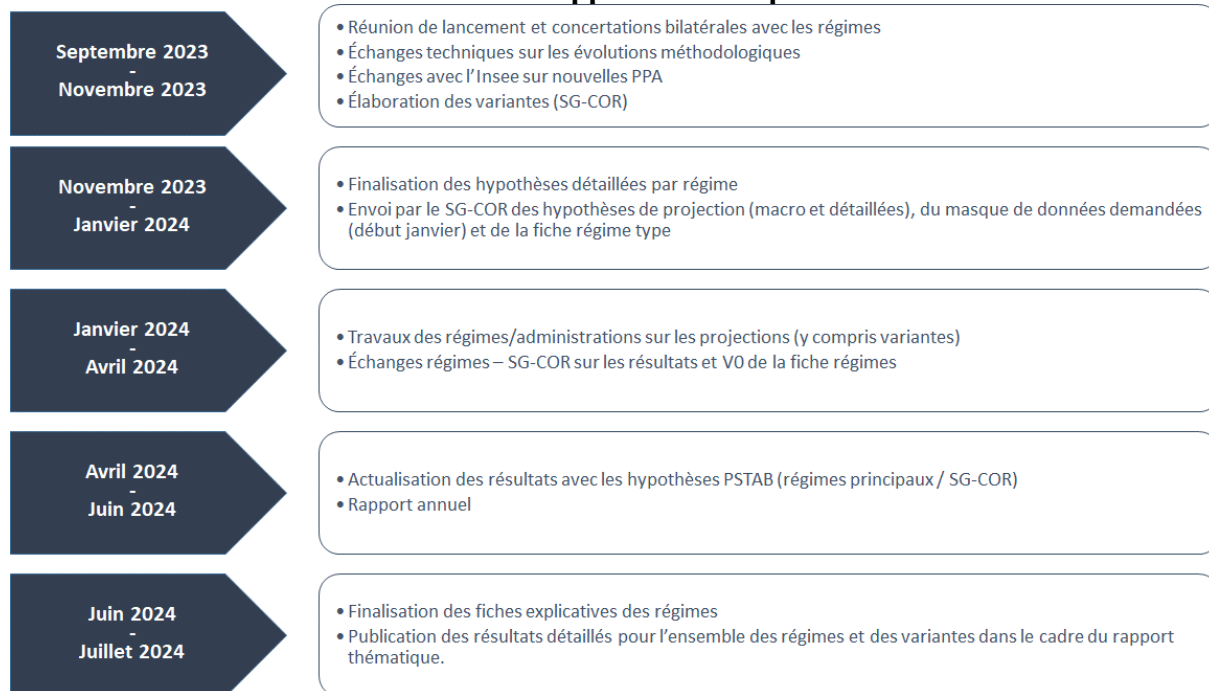 Septembre 2023
-
Novembre 2023
• Réunion de lancement et concertations bilatérales avec les régimes
• Échanges techniques sur les évolutions méthodologiques
• Échanges avec l’Insee sur nouvelles PPA
• Élaboration des variantes (SG-COR)
Novembre 2023
-
Janvier 2024
• Finalisation des hypothèses détaillées par régime
• Envoi par le SG-COR des hypothèses de projection (macro et détaillées), du masque de données demandées
(début janvier) et de la fiche régime type
Janvier 2024
-
Avril 2024
• Travaux des régimes/administrations sur les projections (y compris variantes)
• Échanges régimes – SG-COR sur les résultats et V0 de la fiche régimes
Avril 2024
-
Juin 2024
• Actualisation des résultats avec les hypothèses PSTAB (régimes principaux / SG-COR)
• Rapport annuel
Juin 2024
-
Juillet 2024
• Finalisation des fiches explicatives des régimes
• Publication des résultats détaillés pour l’ensemble des régimes et des variantes dans le cadre du rapport
thématique.